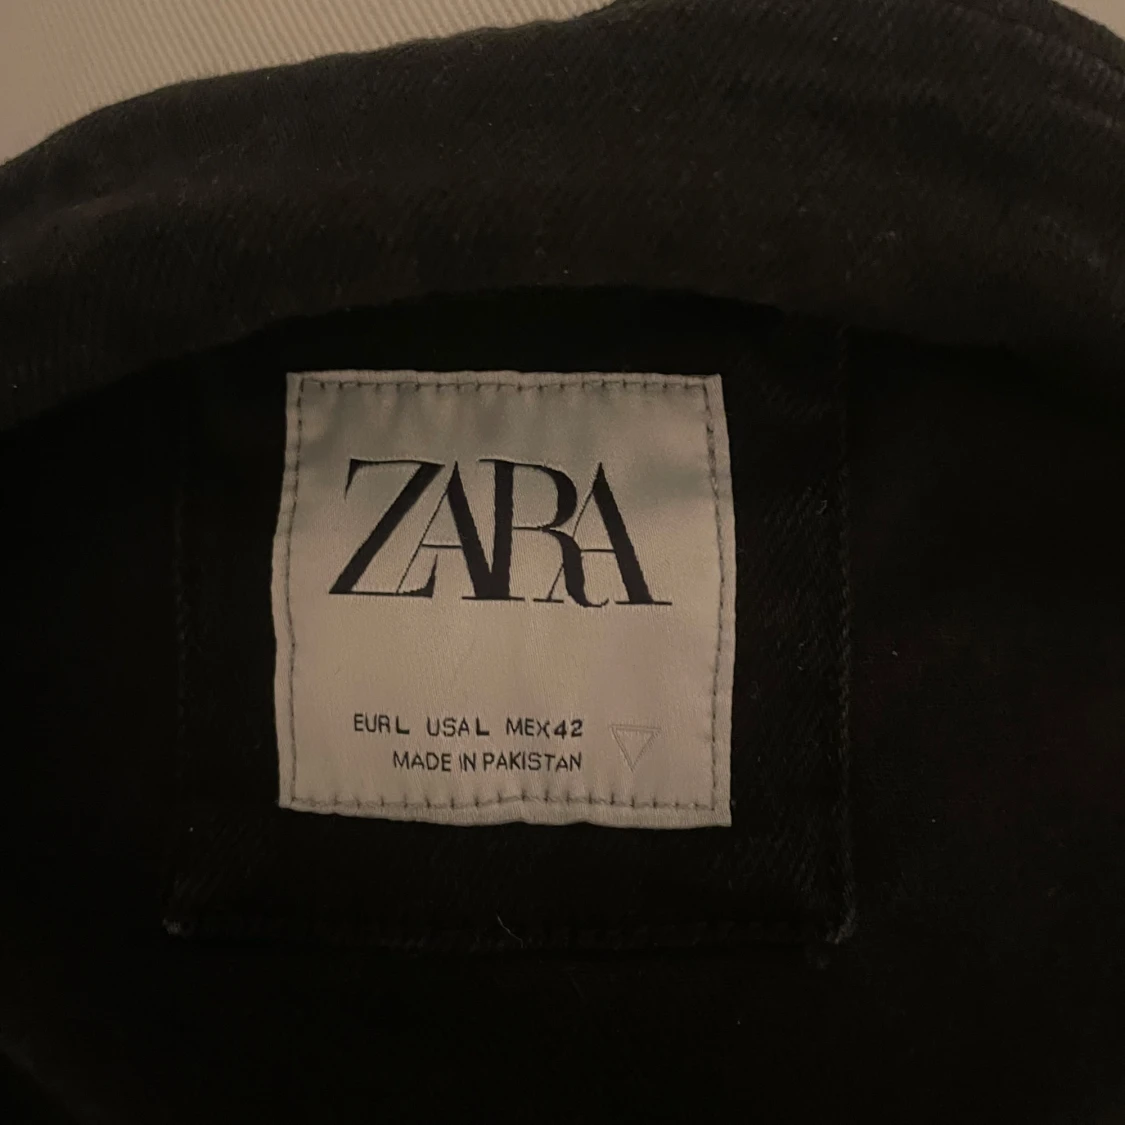 ZARA
EUR L USA L MEX 42
MADE IN PAKISTAN